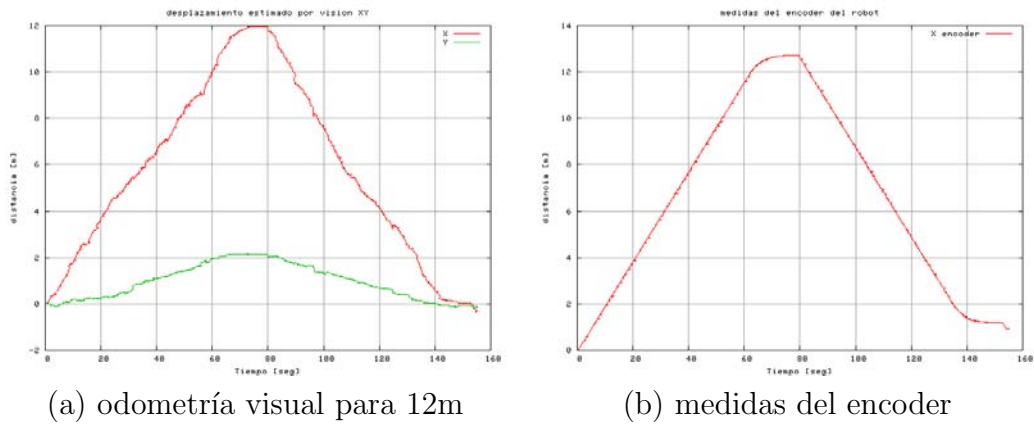 desplazamiento estimado por vision XY
X
Y
12
10
8
6
4
2
0
-2
distancia [m]
0 20 40 60 80 100 120 140 160
Tiempo [seg]
(a) odometría visual para 12m
medidas del encoder del robot
X encoder
14
12
10
8
6
4
2
0
distancia [m]
0 20 40 60 80 100 120 140 160
Tiempo [seg]
(b) medidas del encoder